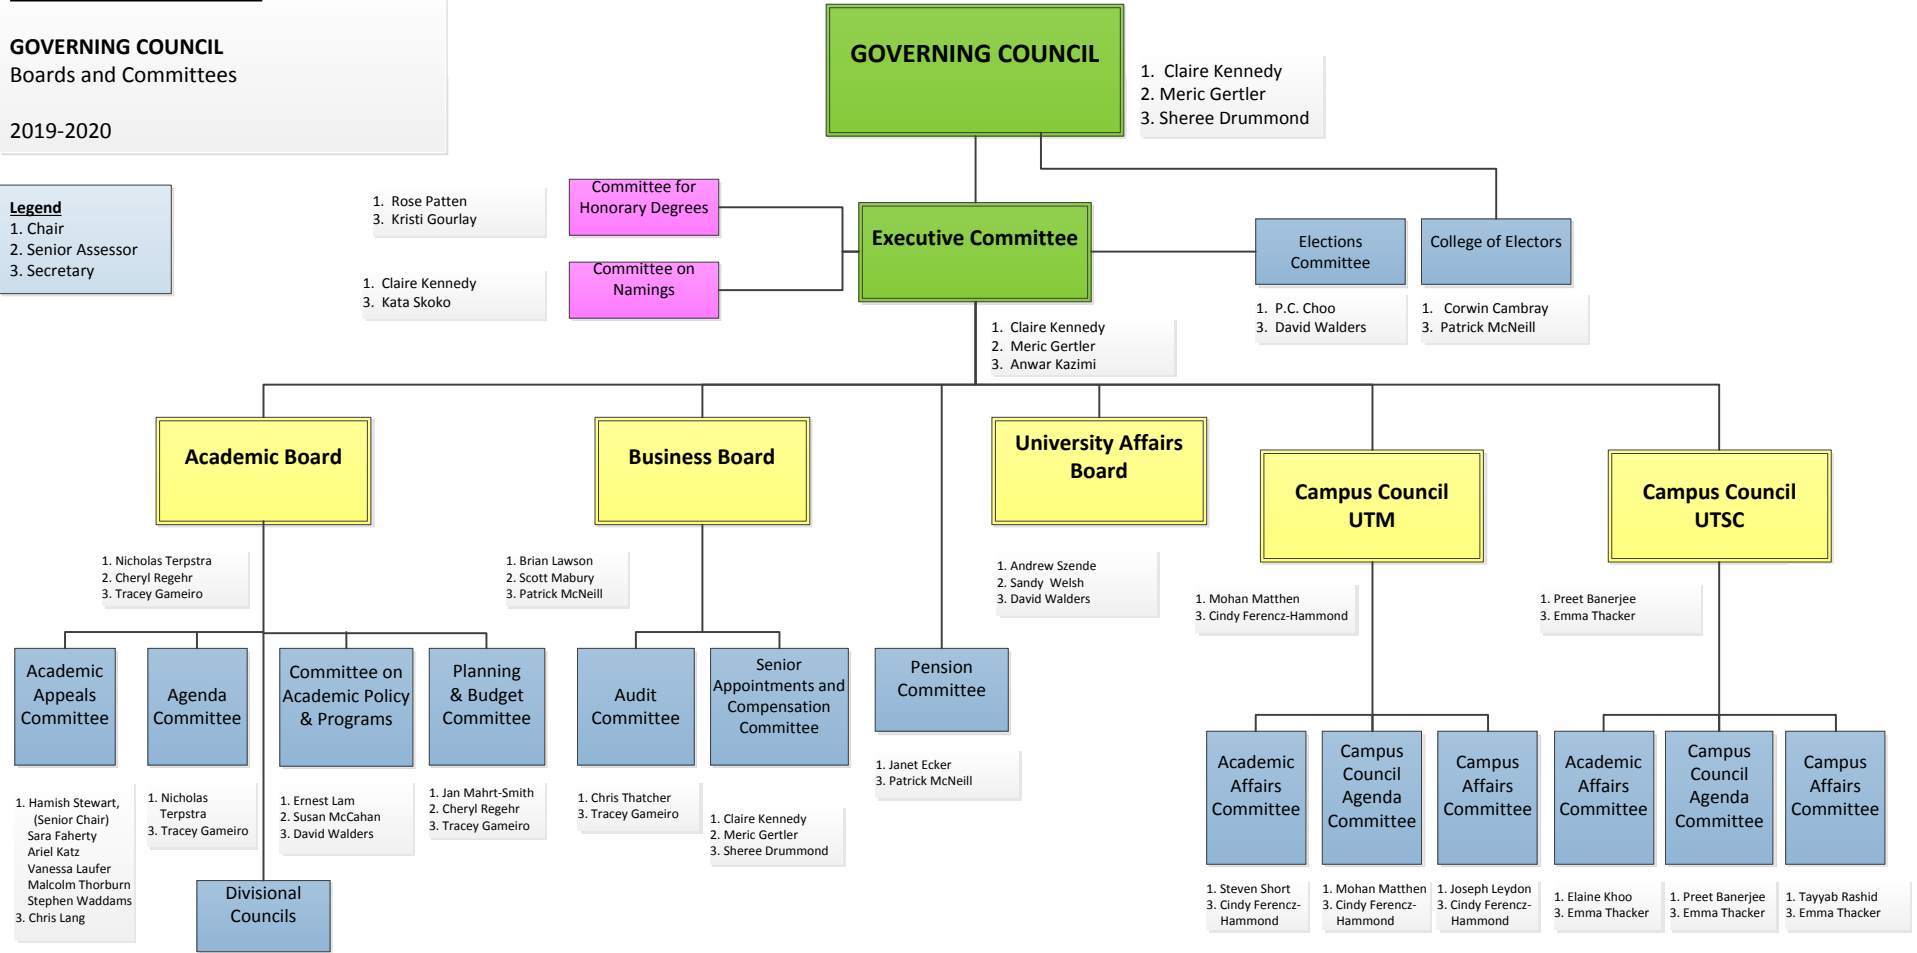 GOVERNING COUNCIL
Boards and Committees
2019-2020
Legend
1. Chair
2. Senior Assessor
3. Secretary
GOVERNING COUNCIL
1. Claire Kennedy
2. Meric Gertler
3. Sheree Drummond
1. Rose Patten
3. Kristi Gourlay
Committee for
Honorary Degrees
1. Claire Kennedy
3. Kata Skoko
Committee on
Namings
Executive Committee
1. Claire Kennedy
2. Meric Gertler
3. Anwar Kazimi
Elections
Committee
1. P.C. Choo
3. David Walders
College of Electors
1. Corwin Cambray
3. Patrick McNeill
Academic Board
1. Nicholas Terpstra
2. Cheryl Regehr
3. Tracey Gameiro
Business Board
1. Brian Lawson
2. Scott Mabury
3. Patrick McNeill
University Affairs
Board
1. Andrew Szende
2. Sandy Welsh
3. David Walders
Campus Council
UTM
1. Mohan Matthen
3. Cindy Ferencz-Hammond
Campus Council
UTSC
1. Preet Banerjee
3. Emma Thacker
Academic
Appeals
Committee
1. Hamish Stewart,
(Senior Chair)
Sara Faherty
Ariel Katz
Vanessa Laufer
Malcolm Thorburn
Stephen Waddams
3. Chris Lang
Agenda
Committee
1. Nicholas
Terpstra
3. Tracey Gameiro
Committee on
Academic Policy
& Programs
1. Ernest Lam
2. Susan McCahan
3. David Walders
Planning
& Budget
Committee
1. Jan Mahrt-Smith
2. Cheryl Regehr
3. Tracey Gameiro
Divisional
Councils
Audit
Committee
1. Chris Thatcher
3. Tracey Gameiro
Senior
Appointments and
Compensation
Committee
1. Claire Kennedy
2. Meric Gertler
3. Sheree Drummond
Pension
Committee
1. Janet Ecker
3. Patrick McNeill
Academic
Affairs
Committee
1. Steven Short
3. Cindy Ferencz-
Hammond
Campus
Council
Agenda
Committee
1. Mohan Matthen
3. Cindy Ferencz-
Hammond
Campus
Affairs
Committee
1. Joseph Leydon
3. Cindy Ferencz-
Hammond
Academic
Affairs
Committee
1. Elaine Khoo
3. Emma Thacker
Campus
Council
Agenda
Committee
1. Preet Banerjee
3. Emma Thacker
Campus
Affairs
Committee
1. Tayyab Rashid
3. Emma Thacker